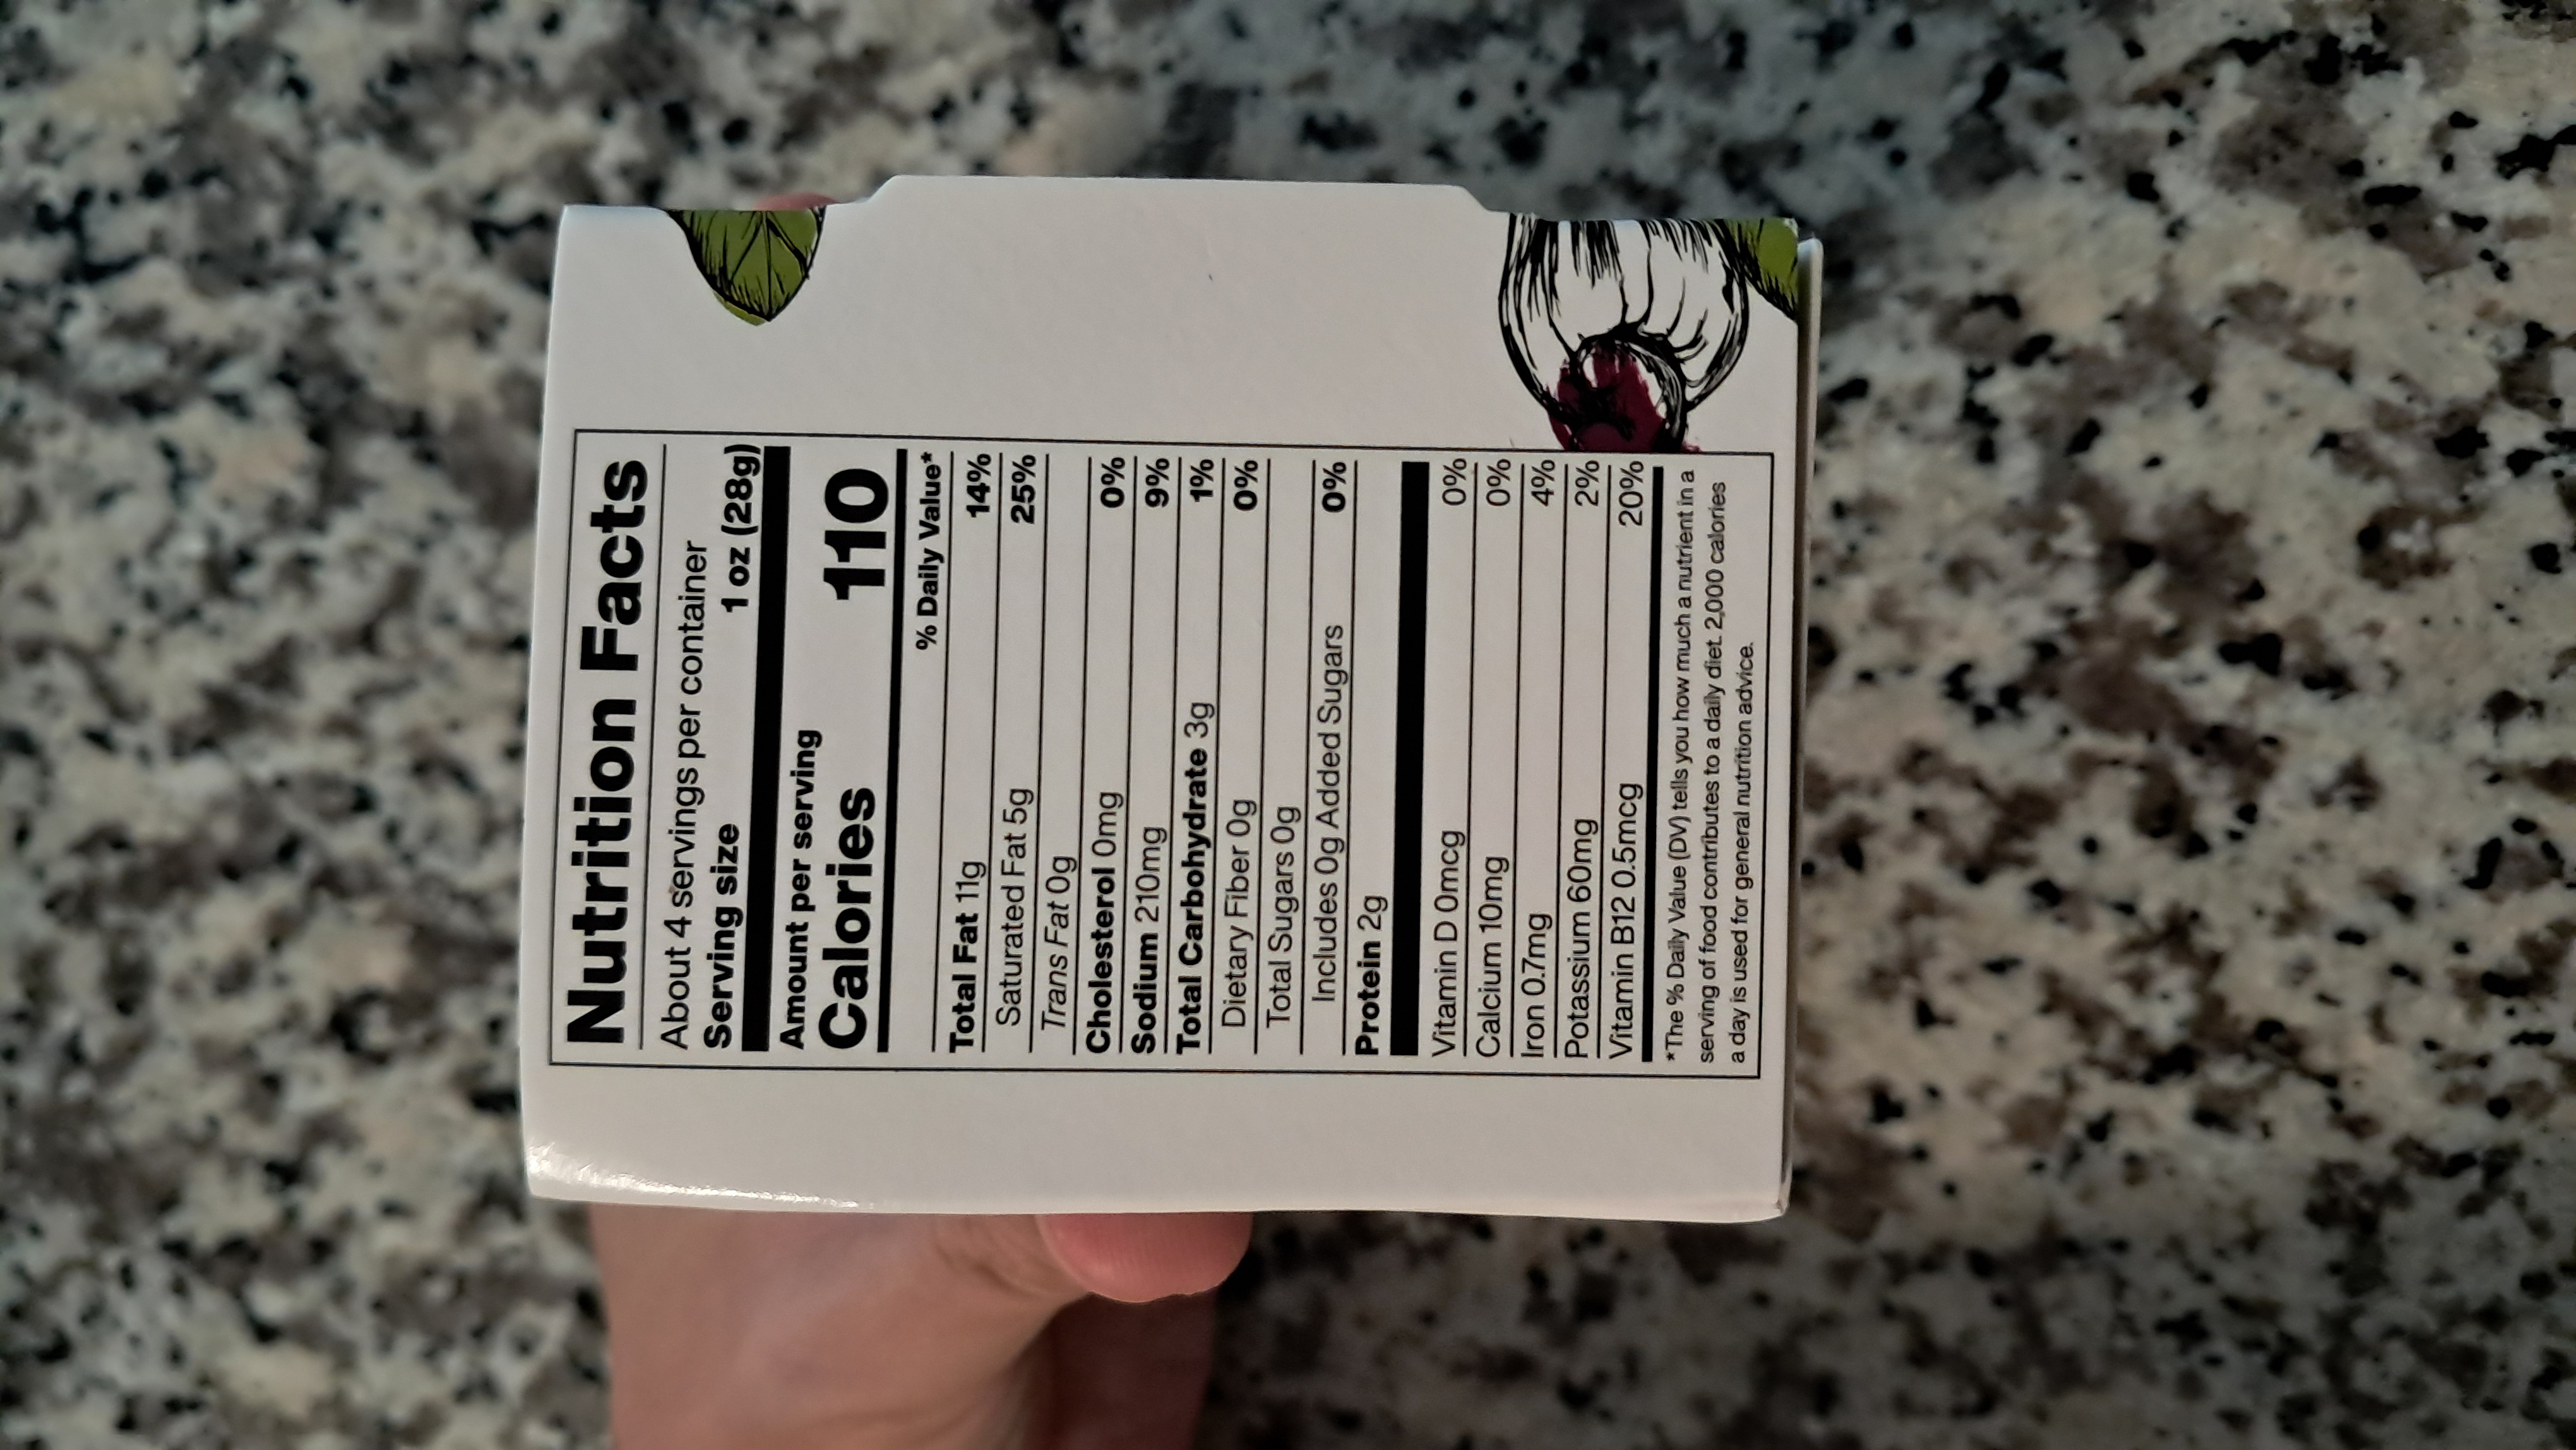 Nutrition Facts
About 4 servings per container
Serving size 1 oz (28g)
Amount per serving
Calories 110
% Daily Value*
Total Fat 11g 14%
Saturated Fat 5g 25%
Trans Fat 0g
Cholesterol 0mg 0%
Sodium 210mg 9%
Total Carbohydrate 3g 1%
Dietary Fiber 0g 0%
Total Sugars 0g
Includes 0g Added Sugars 0%
Protein 2g
Vitamin D 0mcg 0%
Calcium 10mg 0%
Iron 0.7mg 4%
Potassium 60mg 2%
Vitamin B12 0.5mcg 20%
*The % Daily Value (DV) tells you how much a nutrient in a
serving of food contributes to a daily diet. 2,000 calories
a day is used for general nutrition advice.